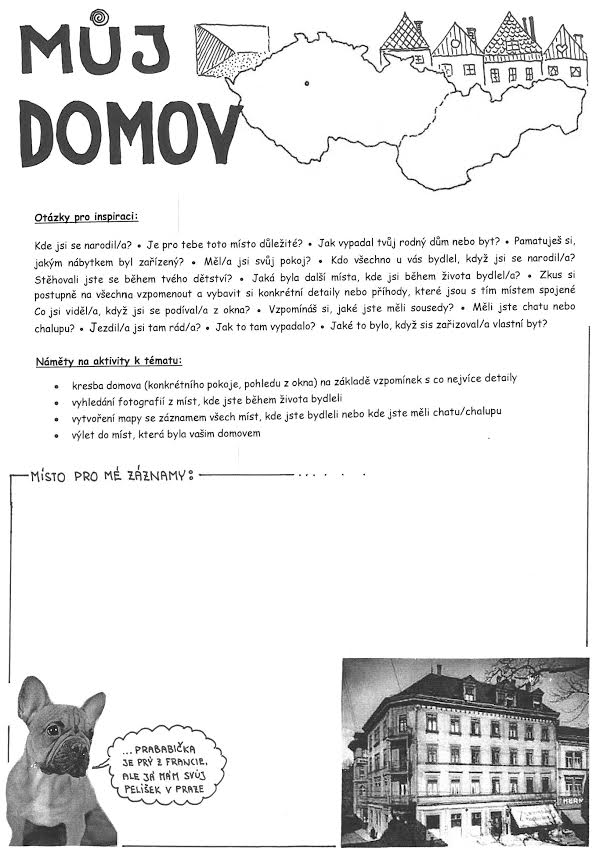 MŮJ
DOMOV
Otázky pro inspiraci:
Kde jsi se narodil/a? • Je pro tebe toto místo důležité? • Jak vypadal tvůj rodný dům nebo byt? • Pamatuješ si,
jakým nábytkem byl zařízený? • Měl/a jsi svůj pokoj? • Kdo všechno u vás bydlel, když jsi se narodil/a?
Stěhovali jste se během tvého dětství? • Jaká byla další místa, kde jsi během života bydlel/a? • Zkus si
postupně na všechna vzpomenout a vybavit si konkrétní detaily nebo příhody, které jsou s tím místem spojené
Co jsi viděl/a, když jsi se podíval/a z okna? • Vzpomínáš si, jaké jste měli sousedy? • Měli jste chatu nebo
chalupu? • Jezdil/a jsi tam rád/a? • Jak to tam vypadalo? • Jaké to bylo, když sis zařizoval/a vlastní byt?
Náměty na aktivity k tématu:
• kresba domova (konkrétního pokoje, pohledu z okna) na základě vzpomínek s co nejvíce detaily
• vyhledání fotografií z míst, kde jste během života bydleli
• vytvoření mapy se záznamem všech míst, kde jste bydleli nebo kde jste měli chatu/chalupu
• výlet do míst, která byla vašim domovem
MÍSTO PRO MÉ ZÁZNAMY:
... PRABABIČKA
JE PRÝ Z FRANCIE,
ALE JÁ MÁM SVŮJ
PELÍŠEK V PRAZE